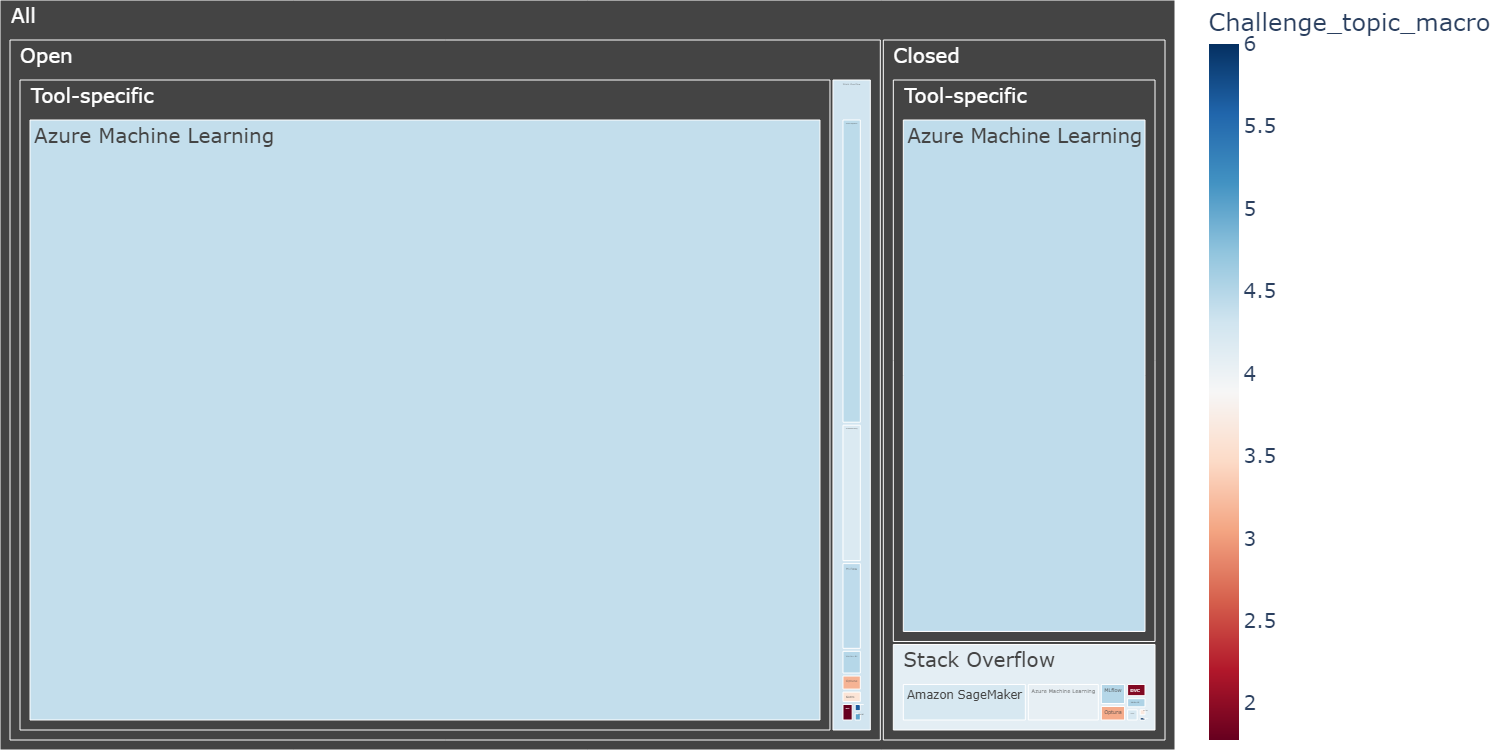 All
Open
Tool-specific
Azure Machine Learning
Closed
Tool-specific
Azure Machine Learning
Stack Overflow
Amazon SageMaker
Azure Machine Learning
MLflow
Optuna
DVC
Challenge_topic_macro
6
5.5
5
4.5
4
3.5
3
2.5
2